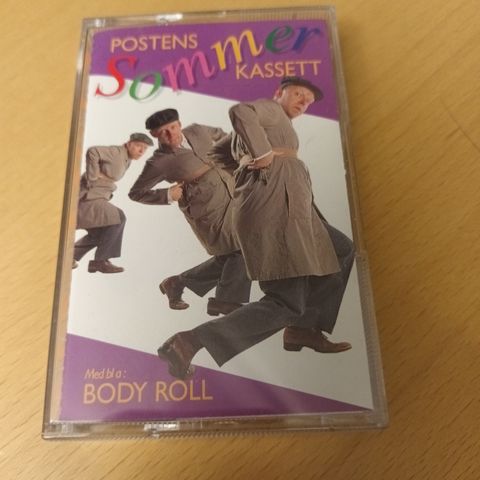 POSTENS
Sommer
KASSETT
Med bl a:
BODY ROLL